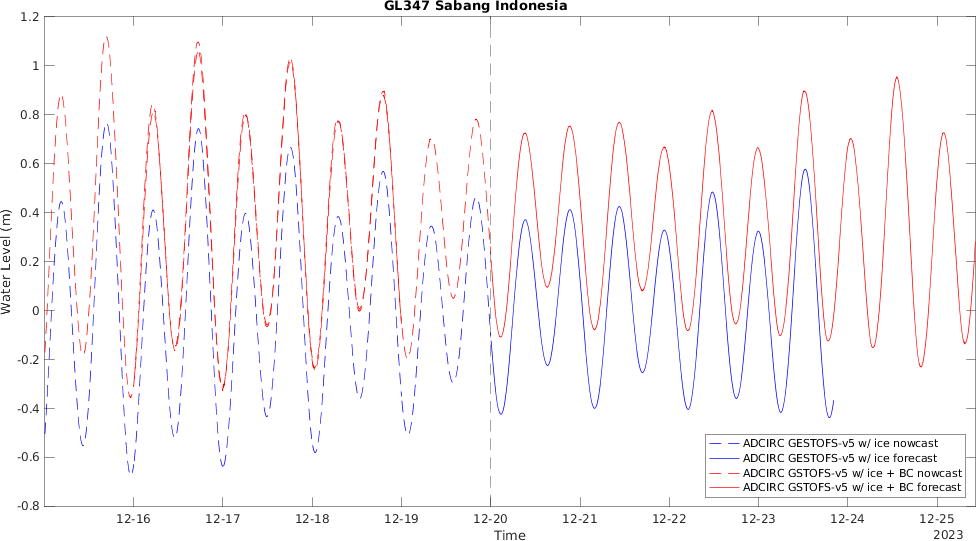 GL347 Sabang Indonesia
1.2
1
0.8
0.6
0.4
0.2
0
-0.2
-0.4
-0.6
-0.8
Water Level (m)
12-16 12-17 12-18 12-19 12-20 12-21 12-22 12-23 12-24 12-25
Time
2023
ADCIRC GESTOFS-v5 w/ ice nowcast
ADCIRC GESTOFS-v5 w/ ice forecast
ADCIRC GSTOFS-v5 w/ ice + BC nowcast
ADCIRC GSTOFS-v5 w/ ice + BC forecast